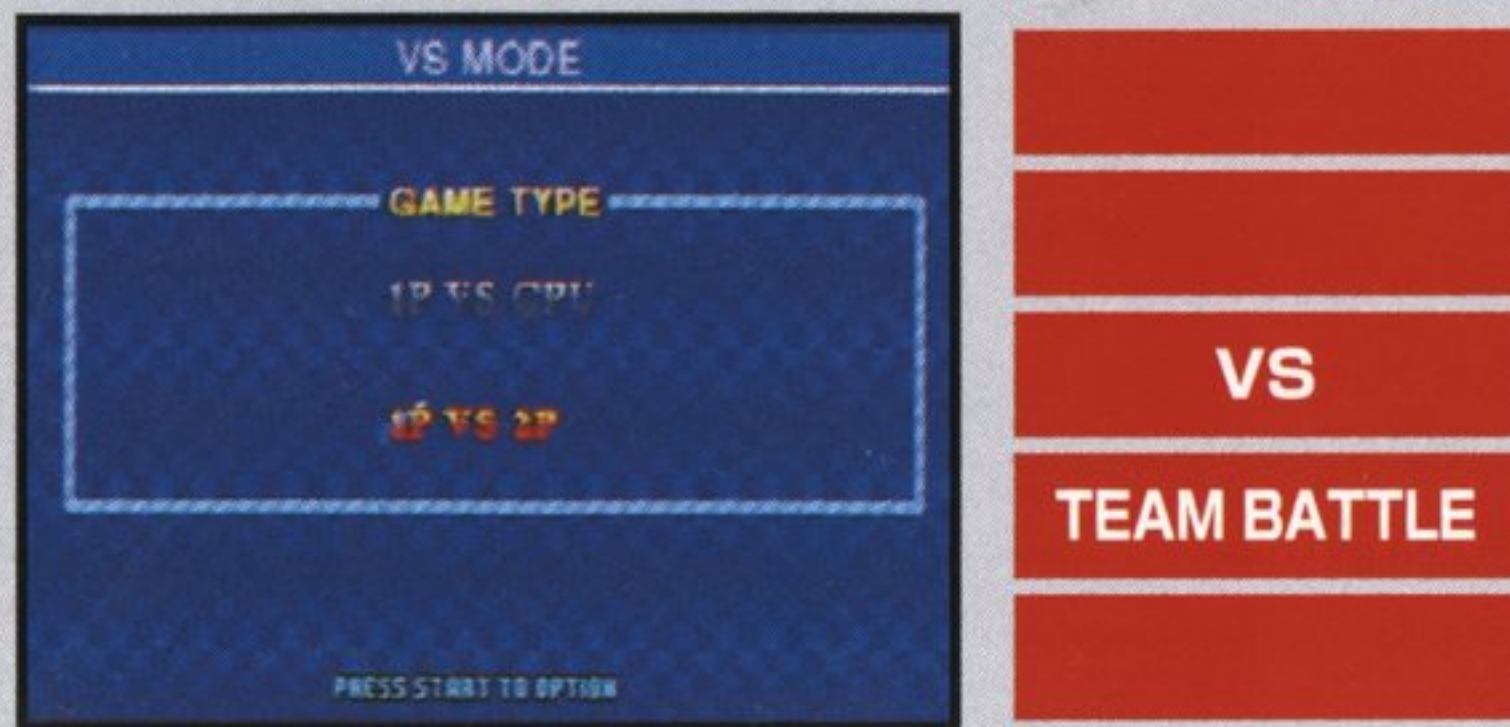 VS MODE
GAME TYPE
1P VS CPU
1P VS 2P
PRESS START TO OPTION
VS
TEAM BATTLE